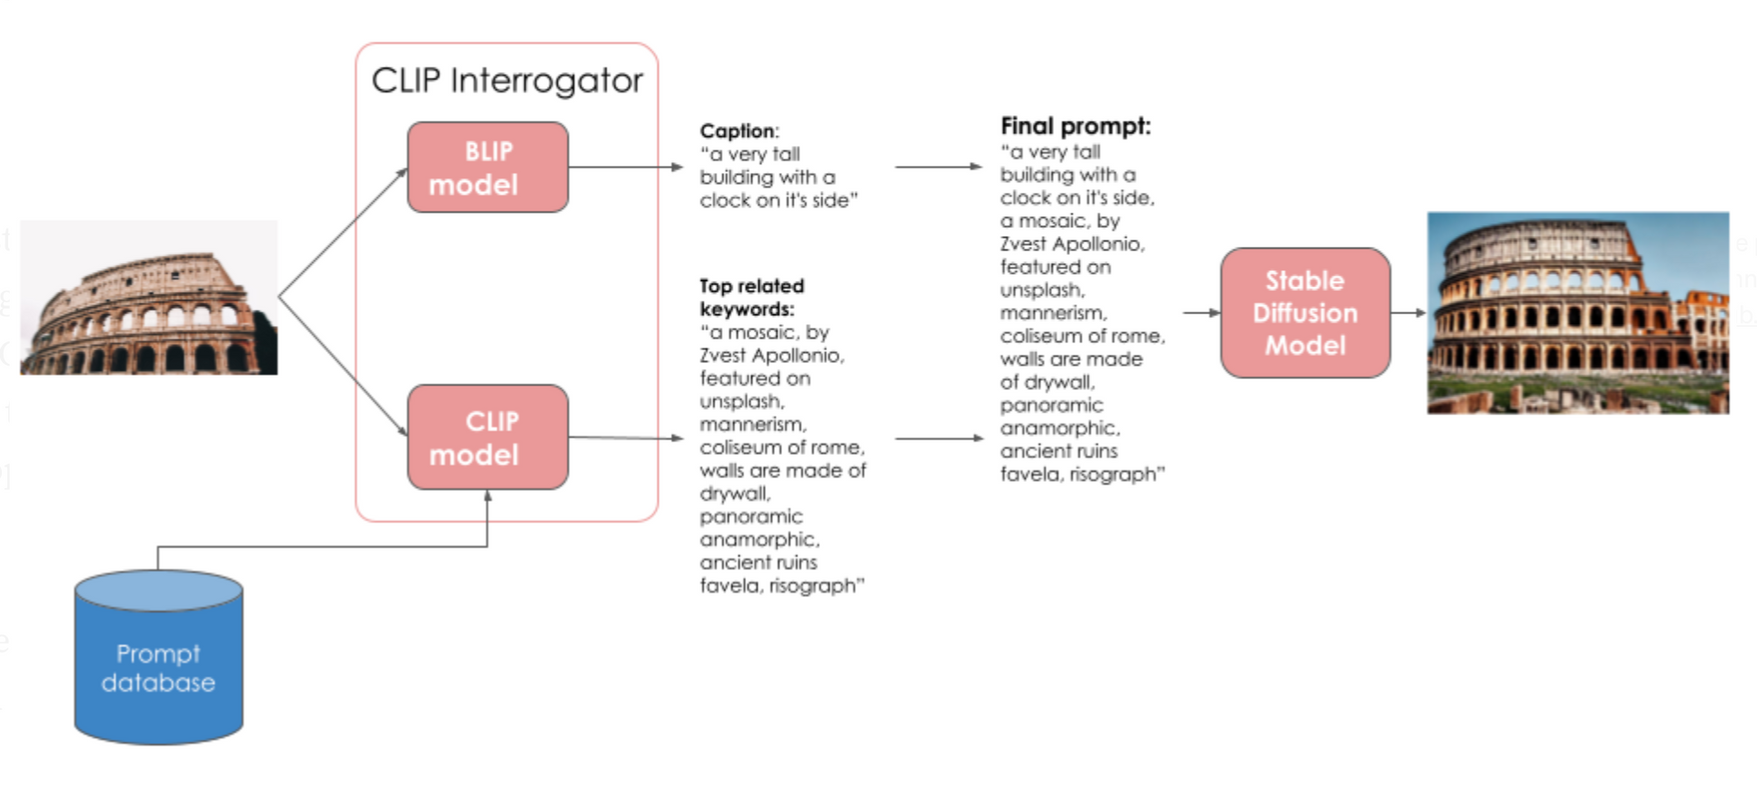 CLIP Interrogator
BLIP
model
Caption:
“a very tall
building with a
clock on it's side”
Top related
keywords:
“a mosaic, by
Zvest Apollonio,
featured on
unsplash,
mannerism,
coliseum of rome,
walls are made of
drywall,
panoramic
anamorphic,
ancient ruins
favela, risograph”
CLIP
model
Prompt
database
Final prompt:
“a very tall
building with a
clock on it's side,
a mosaic, by
Zvest Apollonio,
featured on
unsplash,
mannerism,
coliseum of rome,
walls are made
of drywall,
panoramic
anamorphic,
ancient ruins
favela, risograph”
Stable
Diffusion
Model